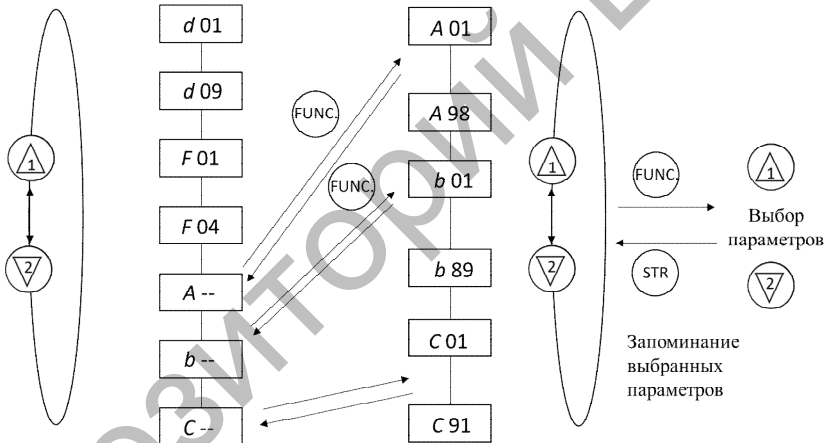 d 01
d 09
F 01
F 04
A --
b --
C --
1
2
FUNC.
FUNC.
A 01
A 98
b 01
b 89
C 01
C 91
1
2
FUNC.
STR
1
Выбор
параметров
2
Запоминание
выбранных
параметров